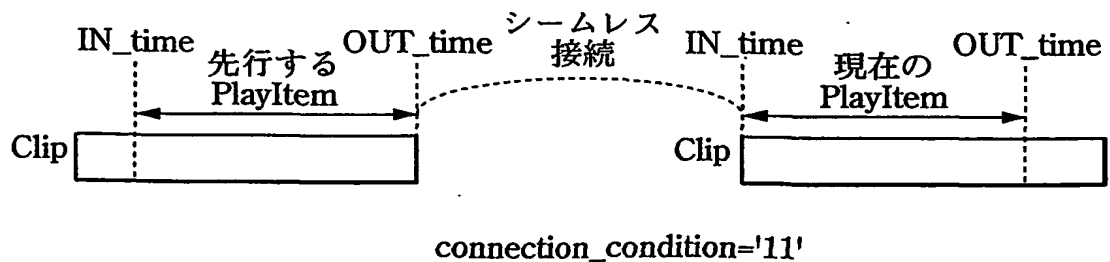 IN_time
OUT_time
シームレス
接続
IN_time
OUT_time
先行する
PlayItem
現在の
PlayItem
Clip
Clip
connection_condition='11'